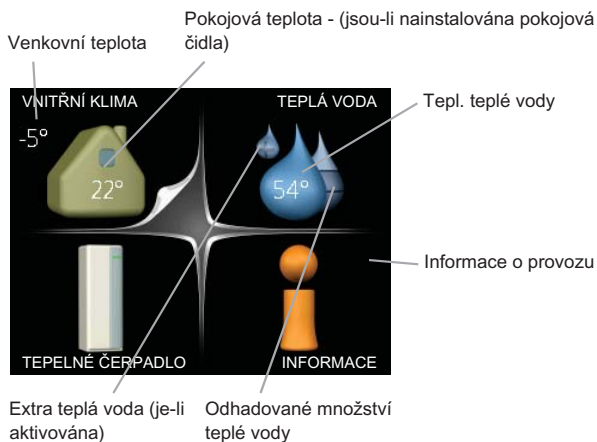 Pokojová teplota - (jsou-li nainstalována pokojová
čidla)
Venkovní teplota
VNITŘNÍ KLIMA
TEPLÁ VODA
Tepl. teplé vody
-5°
22°
54°
Informace o provozu
TEPELNÉ ČERPADLO
INFORMACE
Extra teplá voda (je-li
aktivována)
Odhadované množství
teplé vody